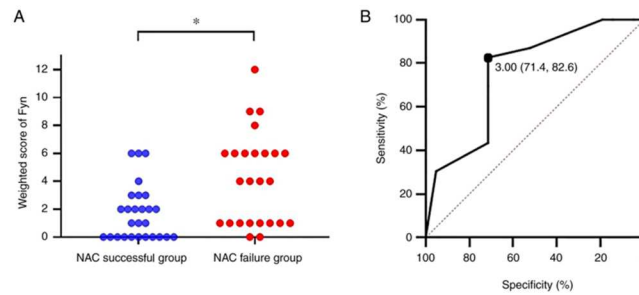 A
*
Weighted score of Fyn
12
10
8
6
4
2
0
NAC successful group
NAC failure group
B
Sensitivity (%)
100
80
60
40
20
0
3.00 (71.4, 82.6)
100
80
60
40
20
Specificity (%)